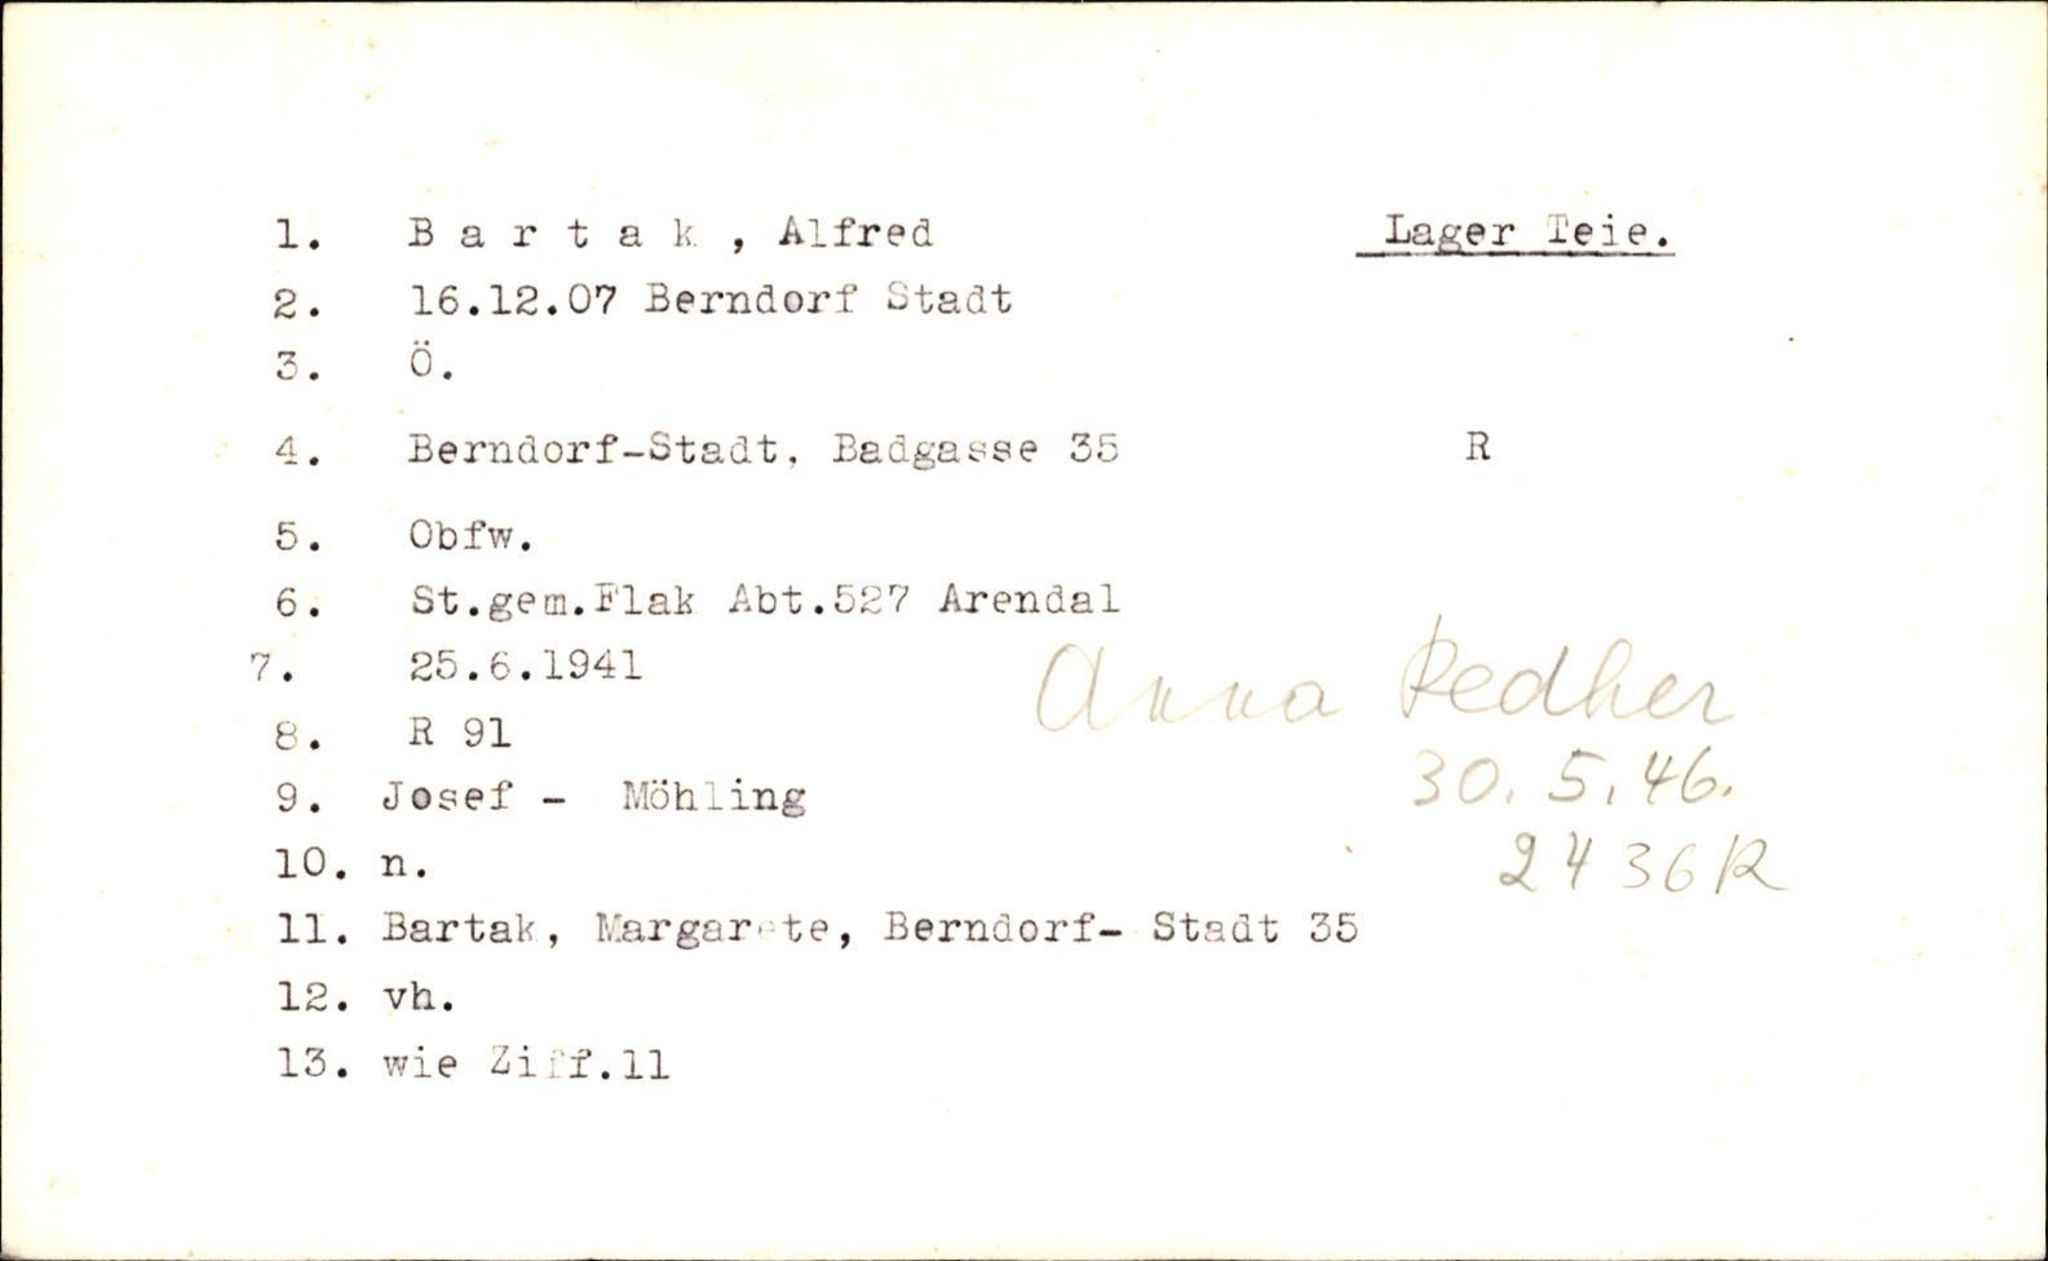 1. B a r t a k , Alfred Lager Teie.
2. 16.12.07 Berndorf Stadt
3. Ö.
4. Berndorf-Stadt, Badgasse 35 R
5. Obfw.
6. St.gem.Flak Abt.527 Arendal
7. 25.6.1941
8. R 91
9. Josef - Möhling
10. n.
11. Bartak, Margarete, Berndorf- Stadt 35
12. vh.
13. wie Ziff.11
Anna Redher
30.5.46.
2436R